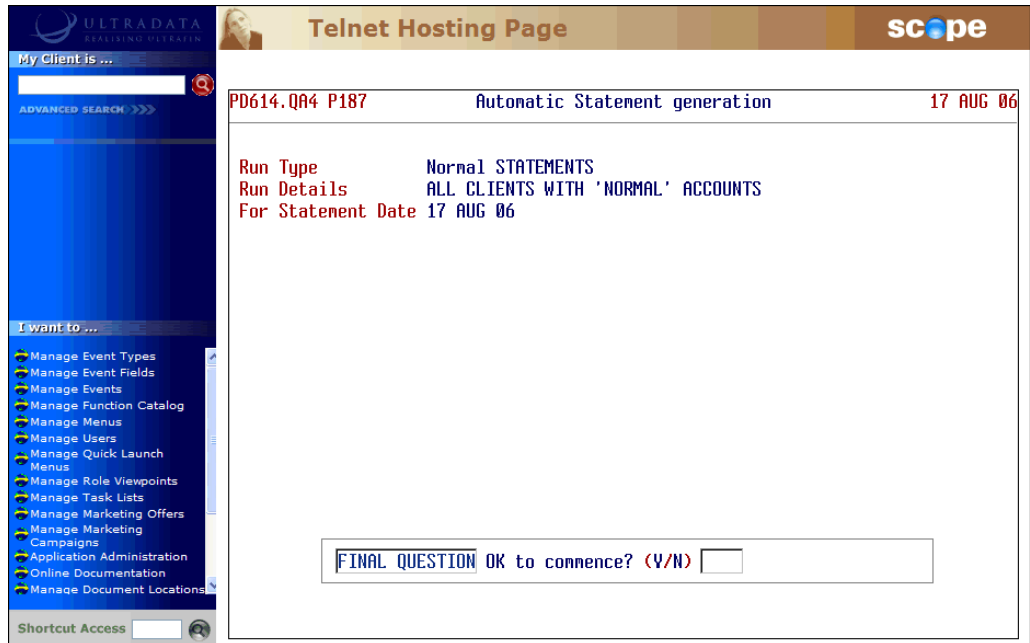 ULTRADATA
REALISING ULTRAFIN
Telnet Hosting Page
scope
My Client is ...
ADVANCED SEARCH
PD614.QA4 P187 Automatic Statement generation 17 AUG 06
Run Type Normal STATEMENTS
Run Details ALL CLIENTS WITH 'NORMAL' ACCOUNTS
For Statement Date 17 AUG 06
I want to ...
Manage Event Types
Manage Event Fields
Manage Events
Manage Function Catalog
Manage Menus
Manage Users
Manage Quick Launch
Menus
Manage Role Viewpoints
Manage Task Lists
Manage Marketing Offers
Manage Marketing
Campaigns
Application Administration
Online Documentation
Manage Document Locations
FINAL QUESTION OK to commence? (Y/N)
Shortcut Access